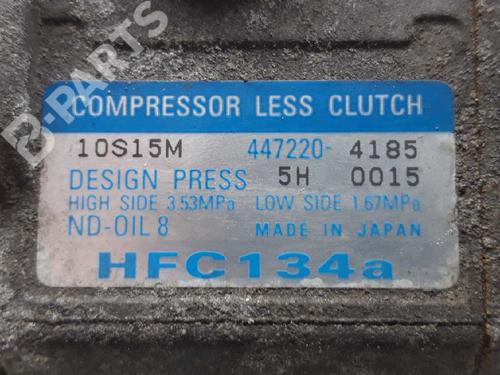 B-PARTS
COMPRESSOR LESS CLUTCH
10S15M 447220- 4185
DESIGN PRESS 5H 0015
HIGH SIDE 3.53MPa LOW SIDE 1.67MPa
ND-OIL 8 MADE IN JAPAN
HFC134a